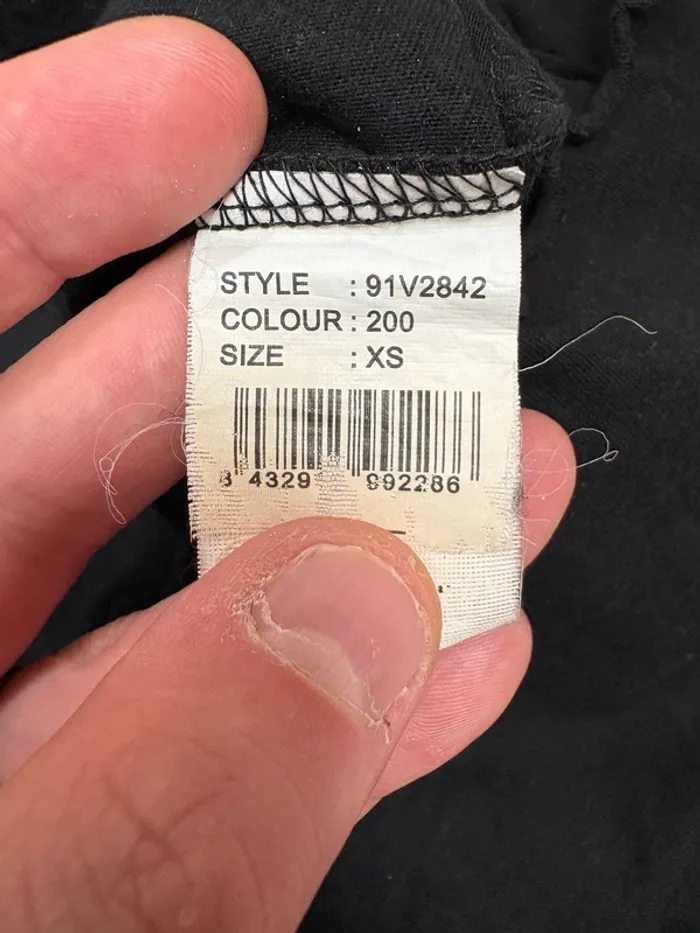 STYLE : 91V2842
COLOUR : 200
SIZE : XS
4329 992286